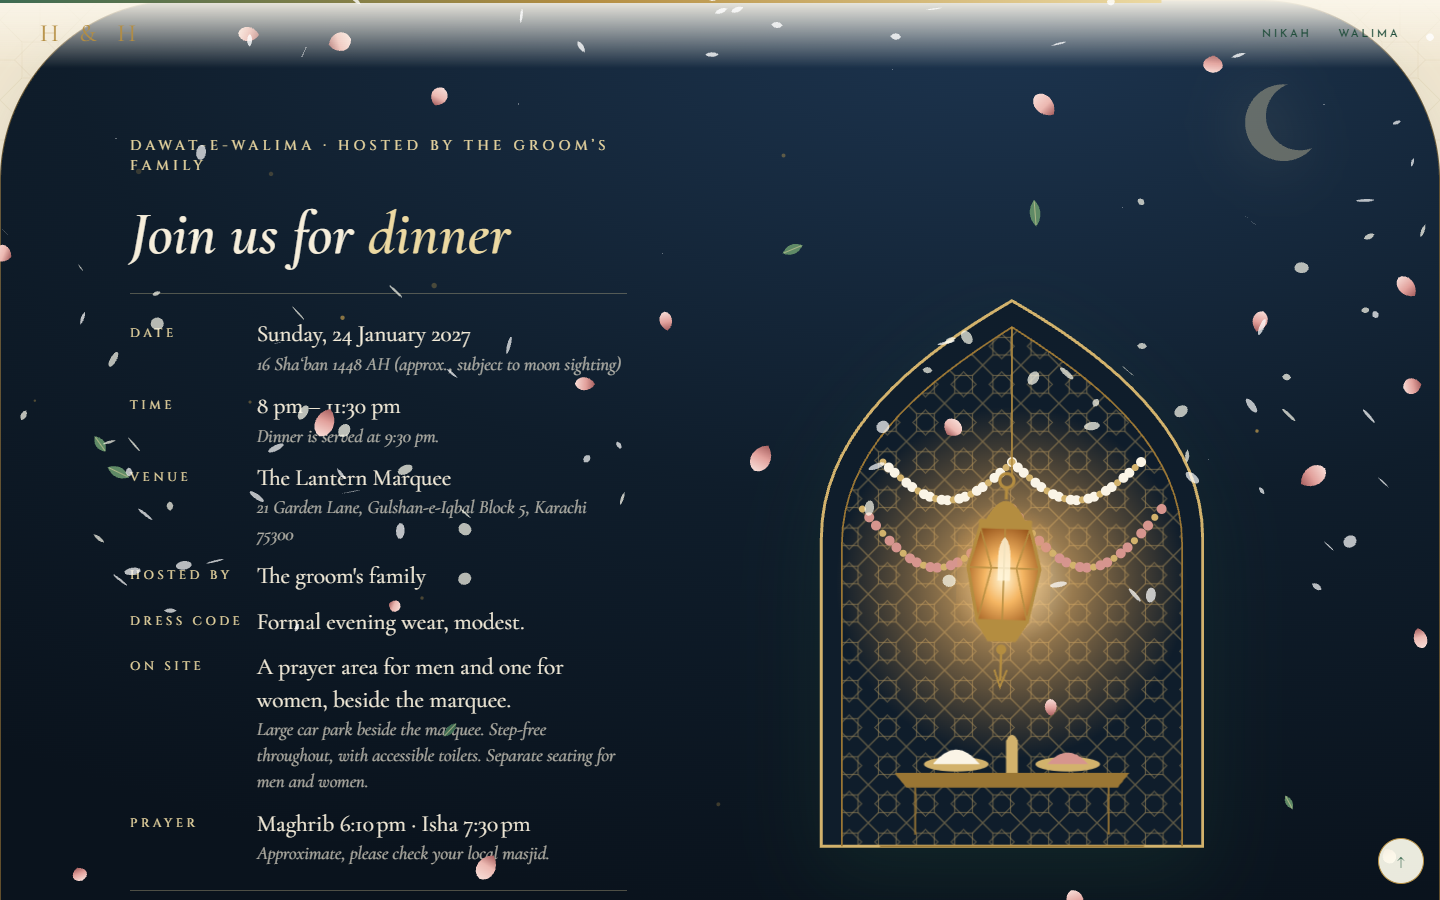 H & H
NIKAH WALIMA
DAWAT-E-WALIMA · HOSTED BY THE GROOM’S
FAMILY
Join us for dinner
DATE
Sunday, 24 January 2027
16 Sha‘ban 1448 AH (approx., subject to moon sighting)
TIME
8 pm – 11:30 pm
Dinner is served at 9:30 pm.
VENUE
The Lantern Marquee
21 Garden Lane, Gulshan-e-Iqbal Block 5, Karachi
75300
HOSTED BY
The groom's family
DRESS CODE
Formal evening wear, modest.
ON SITE
A prayer area for men and one for
women, beside the marquee.
Large car park beside the marquee. Step-free
throughout, with accessible toilets. Separate seating for
men and women.
PRAYER
Maghrib 6:10 pm · Isha 7:30 pm
Approximate, please check your local masjid.
↑